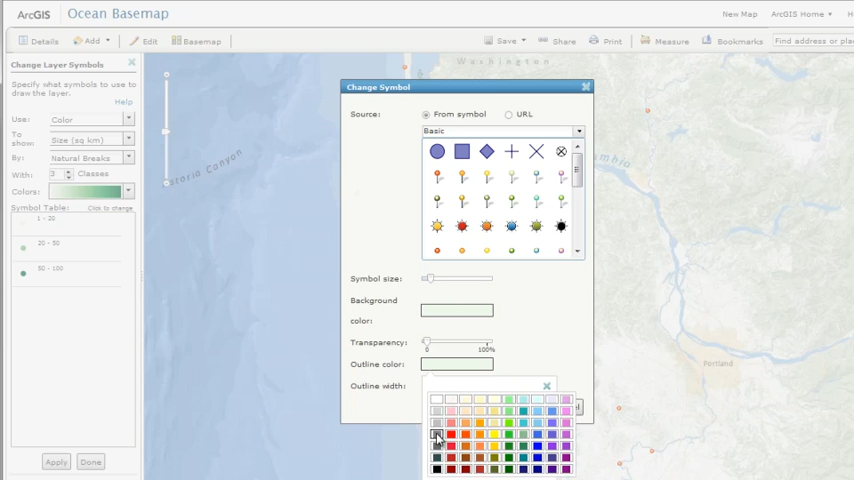 ArcGIS Ocean Basemap New Map ArcGIS Home
Details Add Edit Basemap Save Share Print Measure Bookmarks Find address or plac
Change Layer Symbols
Specify what symbols to use to
draw the layer.
Help
Use: Color
To show: Size (sq km)
By: Natural Breaks
With: 3 Classes
Colors:
Symbol Table: Click to change
1 - 20
20 - 50
50 - 100
Apply Done
Washington
Astoria Canyon
Portland
Change Symbol
Source: From symbol URL
Basic
Symbol size:
Background
color:
Transparency:
0 100%
Outline color:
Outline width: